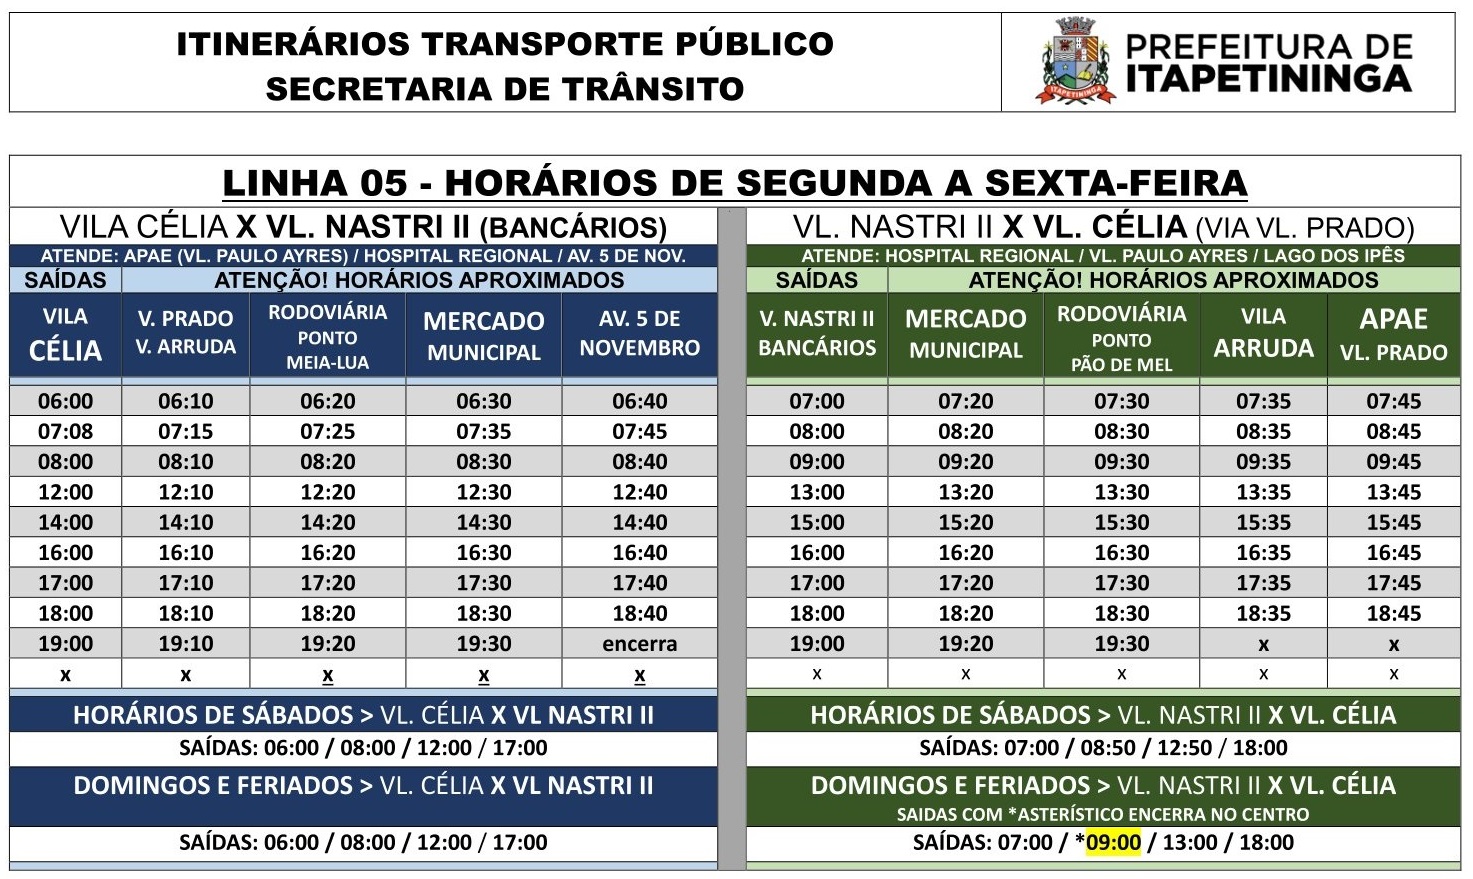 ITINERÁRIOS TRANSPORTE PÚBLICO
SECRETARIA DE TRÂNSITO
PREFEITURA DE
ITAPETININGA
ITAPETININGA
LINHA 05 - HORÁRIOS DE SEGUNDA A SEXTA-FEIRA
VILA CÉLIA X VL. NASTRI II (BANCÁRIOS)
ATENDE: APAE (VL. PAULO AYRES) / HOSPITAL REGIONAL / AV. 5 DE NOV.
SAÍDAS ATENÇÃO! HORÁRIOS APROXIMADOS
VILA CÉLIA V. PRADO V. ARRUDA RODOVIÁRIA PONTO MEIA-LUA MERCADO MUNICIPAL AV. 5 DE NOVEMBRO
06:00 06:10 06:20 06:30 06:40
07:08 07:15 07:25 07:35 07:45
08:00 08:10 08:20 08:30 08:40
12:00 12:10 12:20 12:30 12:40
14:00 14:10 14:20 14:30 14:40
16:00 16:10 16:20 16:30 16:40
17:00 17:10 17:20 17:30 17:40
18:00 18:10 18:20 18:30 18:40
19:00 19:10 19:20 19:30 encerra
x x x x x
HORÁRIOS DE SÁBADOS > VL. CÉLIA X VL NASTRI II
SAÍDAS: 06:00 / 08:00 / 12:00 / 17:00
DOMINGOS E FERIADOS > VL. CÉLIA X VL NASTRI II
SAÍDAS: 06:00 / 08:00 / 12:00 / 17:00
VL. NASTRI II X VL. CÉLIA (VIA VL. PRADO)
ATENDE: HOSPITAL REGIONAL / VL. PAULO AYRES / LAGO DOS IPÊS
SAÍDAS ATENÇÃO! HORÁRIOS APROXIMADOS
V. NASTRI II BANCÁRIOS MERCADO MUNICIPAL RODOVIÁRIA PONTO PÃO DE MEL VILA ARRUDA APAE VL. PRADO
07:00 07:20 07:30 07:35 07:45
08:00 08:20 08:30 08:35 08:45
09:00 09:20 09:30 09:35 09:45
13:00 13:20 13:30 13:35 13:45
15:00 15:20 15:30 15:35 15:45
16:00 16:20 16:30 16:35 16:45
17:00 17:20 17:30 17:35 17:45
18:00 18:20 18:30 18:35 18:45
19:00 19:20 19:30 x x
x x x x x
HORÁRIOS DE SÁBADOS > VL. NASTRI II X VL. CÉLIA
SAÍDAS: 07:00 / 08:50 / 12:50 / 18:00
DOMINGOS E FERIADOS > VL. NASTRI II X VL. CÉLIA
SAIDAS COM *ASTERÍSTICO ENCERRA NO CENTRO
SAÍDAS: 07:00 / *09:00 / 13:00 / 18:00